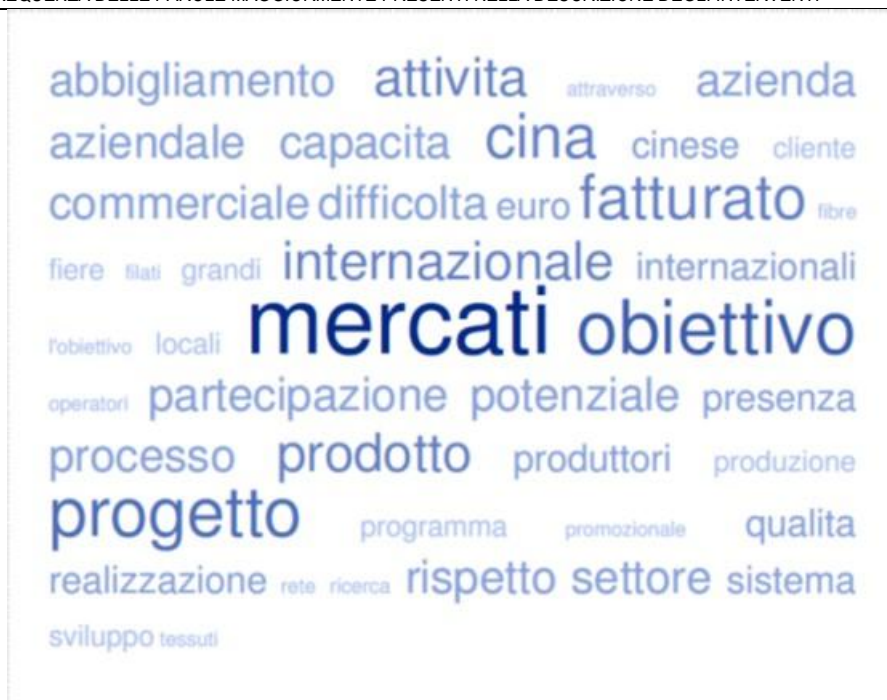 abbigliamento attivita attraverso azienda
aziendale capacita cina cinese cliente
commerciale difficolta euro fatturato fibre
fiere filati grandi internazionale internazionali
l'obiettivo locali mercati obiettivo
operatori partecipazione potenziale presenza
processo prodotto produttori produzione
progetto programma promozionale qualita
realizzazione rete ricerca rispetto settore sistema
sviluppo tessuti